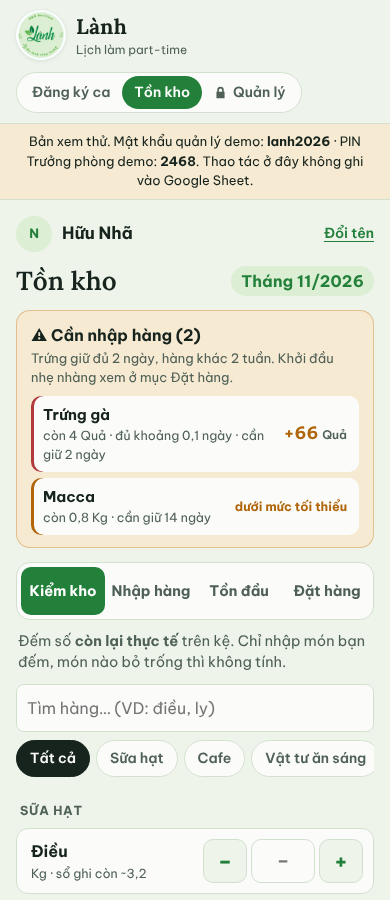 Lành
Lành
Lịch làm part-time
Đăng ký ca
Tồn kho
Quản lý
Bản xem thử. Mật khẩu quản lý demo: lanh2026 · PIN
Trưởng phòng demo: 2468. Thao tác ở đây không ghi
vào Google Sheet.
N
Hữu Nhã
Đổi tên
Tồn kho
Tháng 11/2026
Cần nhập hàng (2)
Trứng giữ đủ 2 ngày, hàng khác 2 tuần. Khởi đầu
nhẹ nhàng xem ở mục Đặt hàng.
Trứng gà
còn 4 Quả · đủ khoảng 0,1 ngày · cần
giữ 2 ngày
+66 Quả
Macca
còn 0,8 Kg · cần giữ 14 ngày
dưới mức tối thiểu
Kiểm kho
Nhập hàng
Tồn đầu
Đặt hàng
Đếm số còn lại thực tế trên kệ. Chỉ nhập món bạn
đếm, món nào bỏ trống thì không tính.
Tìm hàng... (VD: điều, ly)
Tất cả
Sữa hạt
Cafe
Vật tư ăn sáng
SỮA HẠT
Điều
Kg · sổ ghi còn ~3,2
−
–
+